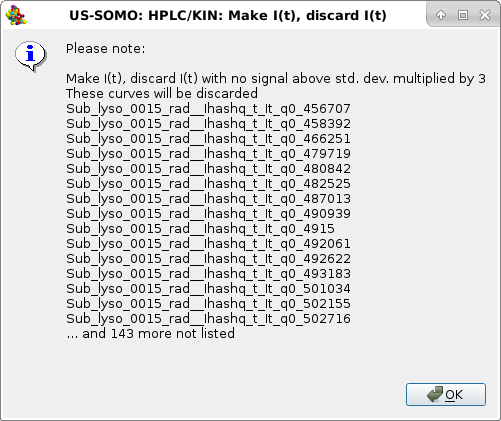 US-SOMO: HPLC/KIN: Make I(t), discard I(t)
Please note:
Make I(t), discard I(t) with no signal above std. dev. multiplied by 3
These curves will be discarded
Sub_lyso_0015_rad__Ihashq_t_It_q0_456707
Sub_lyso_0015_rad__Ihashq_t_It_q0_458392
Sub_lyso_0015_rad__Ihashq_t_It_q0_466251
Sub_lyso_0015_rad__Ihashq_t_It_q0_479719
Sub_lyso_0015_rad__Ihashq_t_It_q0_480842
Sub_lyso_0015_rad__Ihashq_t_It_q0_482525
Sub_lyso_0015_rad__Ihashq_t_It_q0_487013
Sub_lyso_0015_rad__Ihashq_t_It_q0_490939
Sub_lyso_0015_rad__Ihashq_t_It_q0_4915
Sub_lyso_0015_rad__Ihashq_t_It_q0_492061
Sub_lyso_0015_rad__Ihashq_t_It_q0_492622
Sub_lyso_0015_rad__Ihashq_t_It_q0_493183
Sub_lyso_0015_rad__Ihashq_t_It_q0_501034
Sub_lyso_0015_rad__Ihashq_t_It_q0_502155
Sub_lyso_0015_rad__Ihashq_t_It_q0_502716
... and 143 more not listed
OK